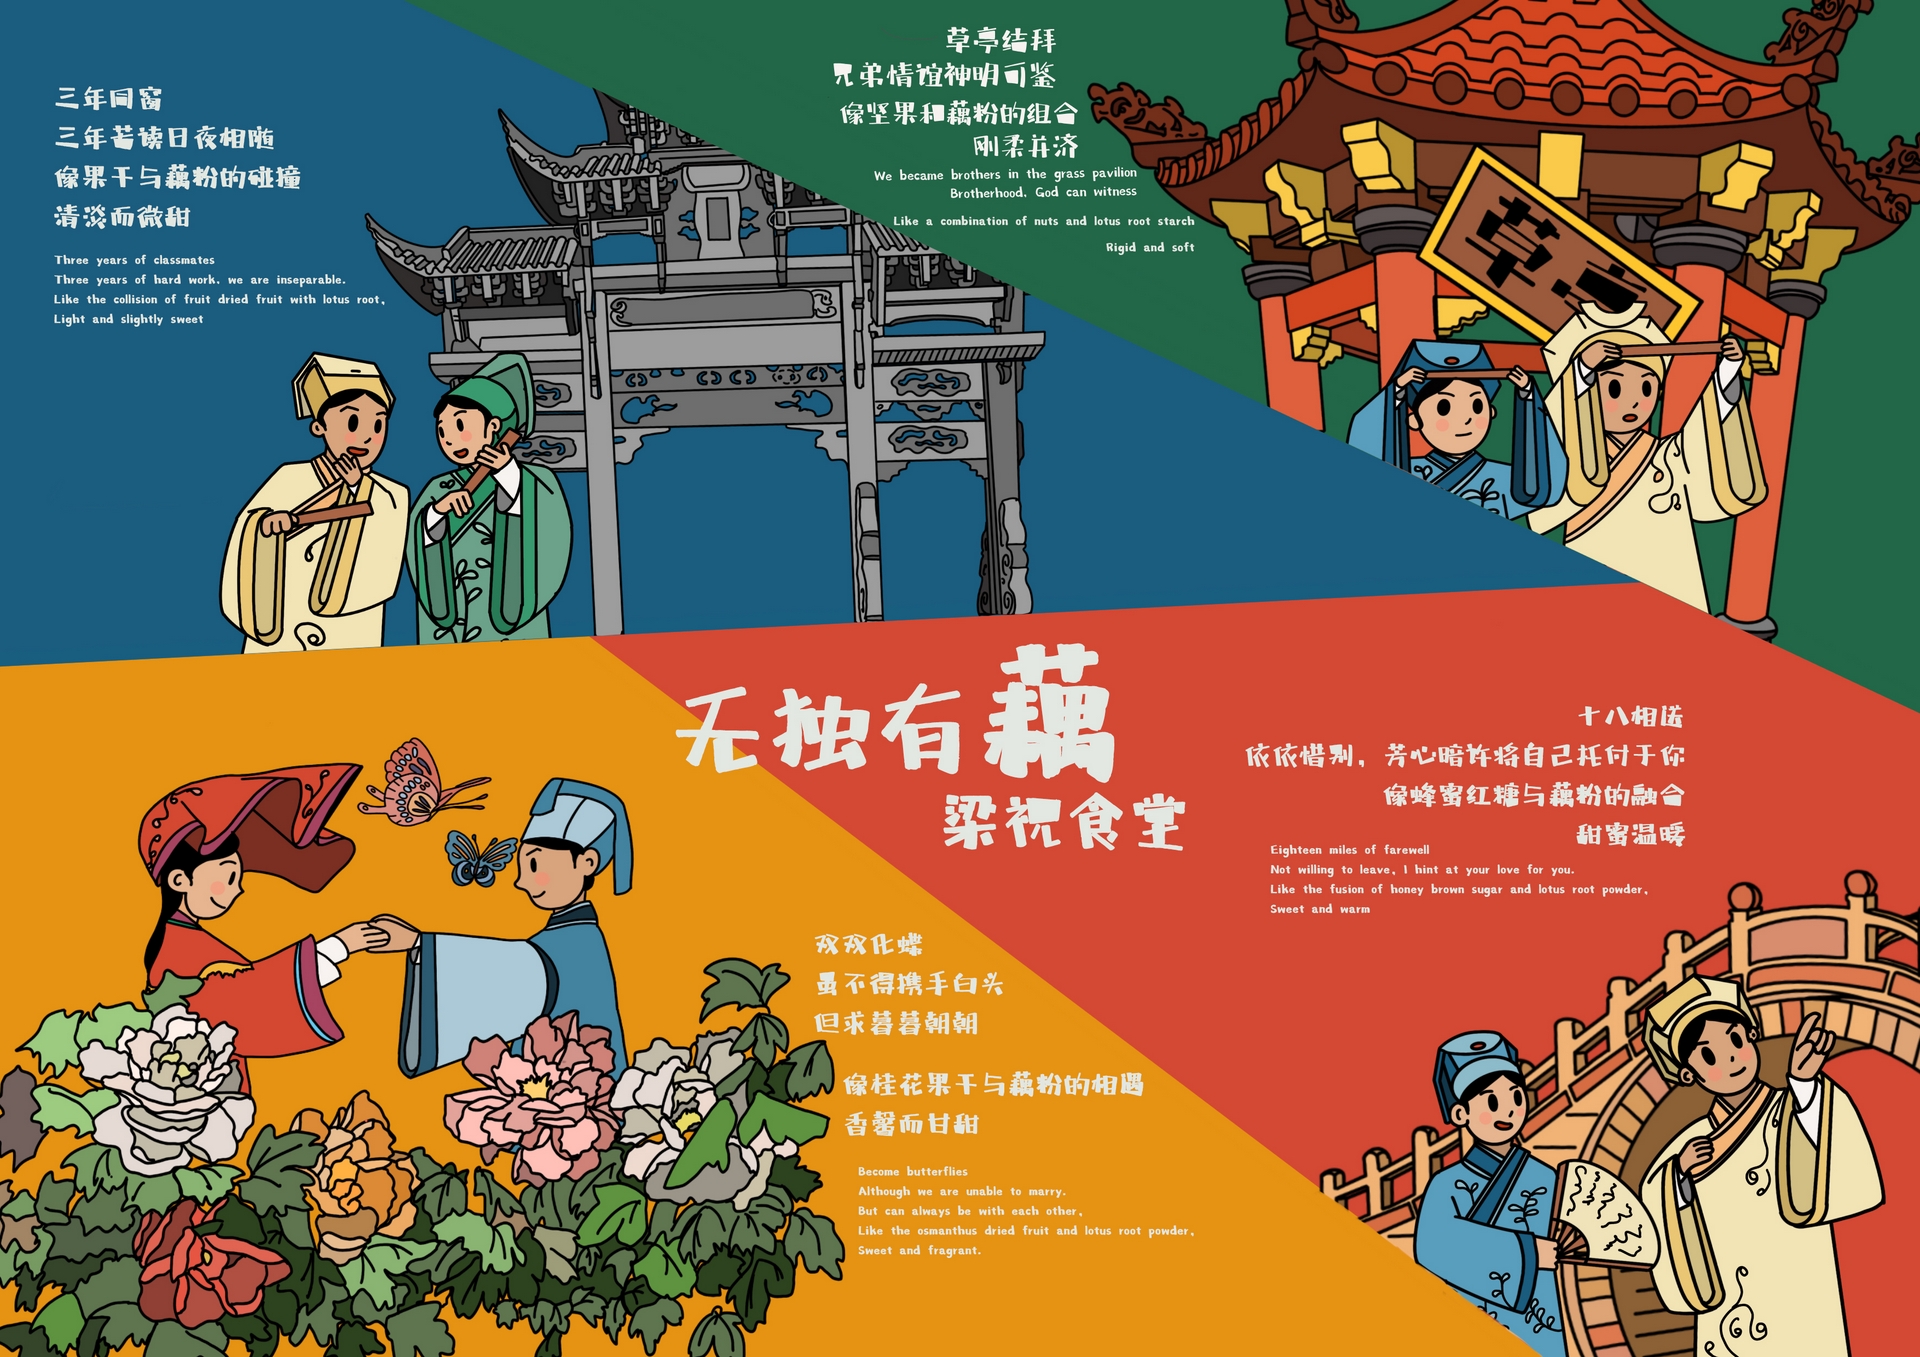 三年同窗
三年苦读日夜相随
像果干与藕粉的碰撞
清淡而微甜
Three years of classmates
Three years of hard work, we are inseparable.
Like the collision of fruit dried fruit with lotus root,
Light and slightly sweet
草亭结拜
兄弟情谊神明可鉴
像坚果和藕粉的组合
刚柔并济
We became brothers in the grass pavilion
Brotherhood, God can witness
Like a combination of nuts and lotus root starch
Rigid and soft
草亭
无独有藕
梁祝食堂
十八相送
依依惜别，芳心暗许将自己托付于你
像蜂蜜红糖与藕粉的融合
甜蜜温暖
Eighteen miles of farewell
Not willing to leave, I hint at your love for you.
Like the fusion of honey brown sugar and lotus root powder,
Sweet and warm
双双化蝶
虽不得携手白头
但求暮暮朝朝
像桂花果干与藕粉的相遇
香馨而甘甜
Become butterflies
Although we are unable to marry.
But can always be with each other,
Like the osmanthus dried fruit and lotus root powder,
Sweet and fragrant.